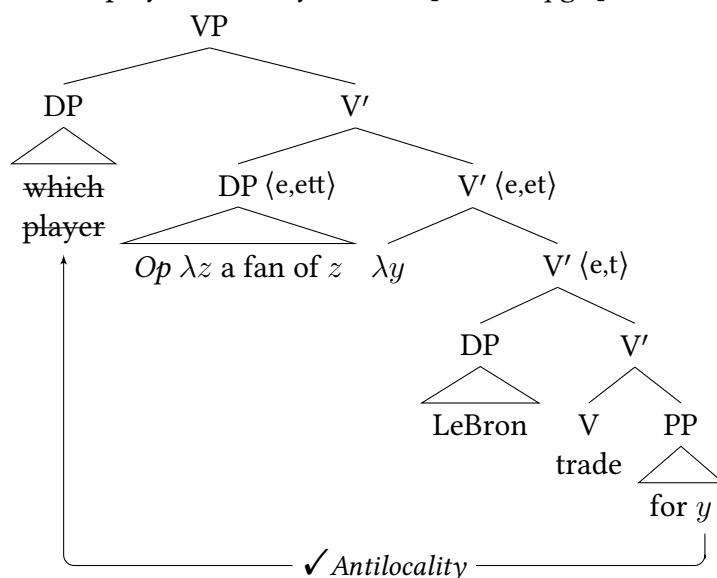 VP
DP V′
which
player
DP ⟨e,ett⟩ V′ ⟨e,et⟩
Op λz a fan of z λy V′ ⟨e,t⟩
DP V′
LeBron V PP
trade
for y
✓Antilocality